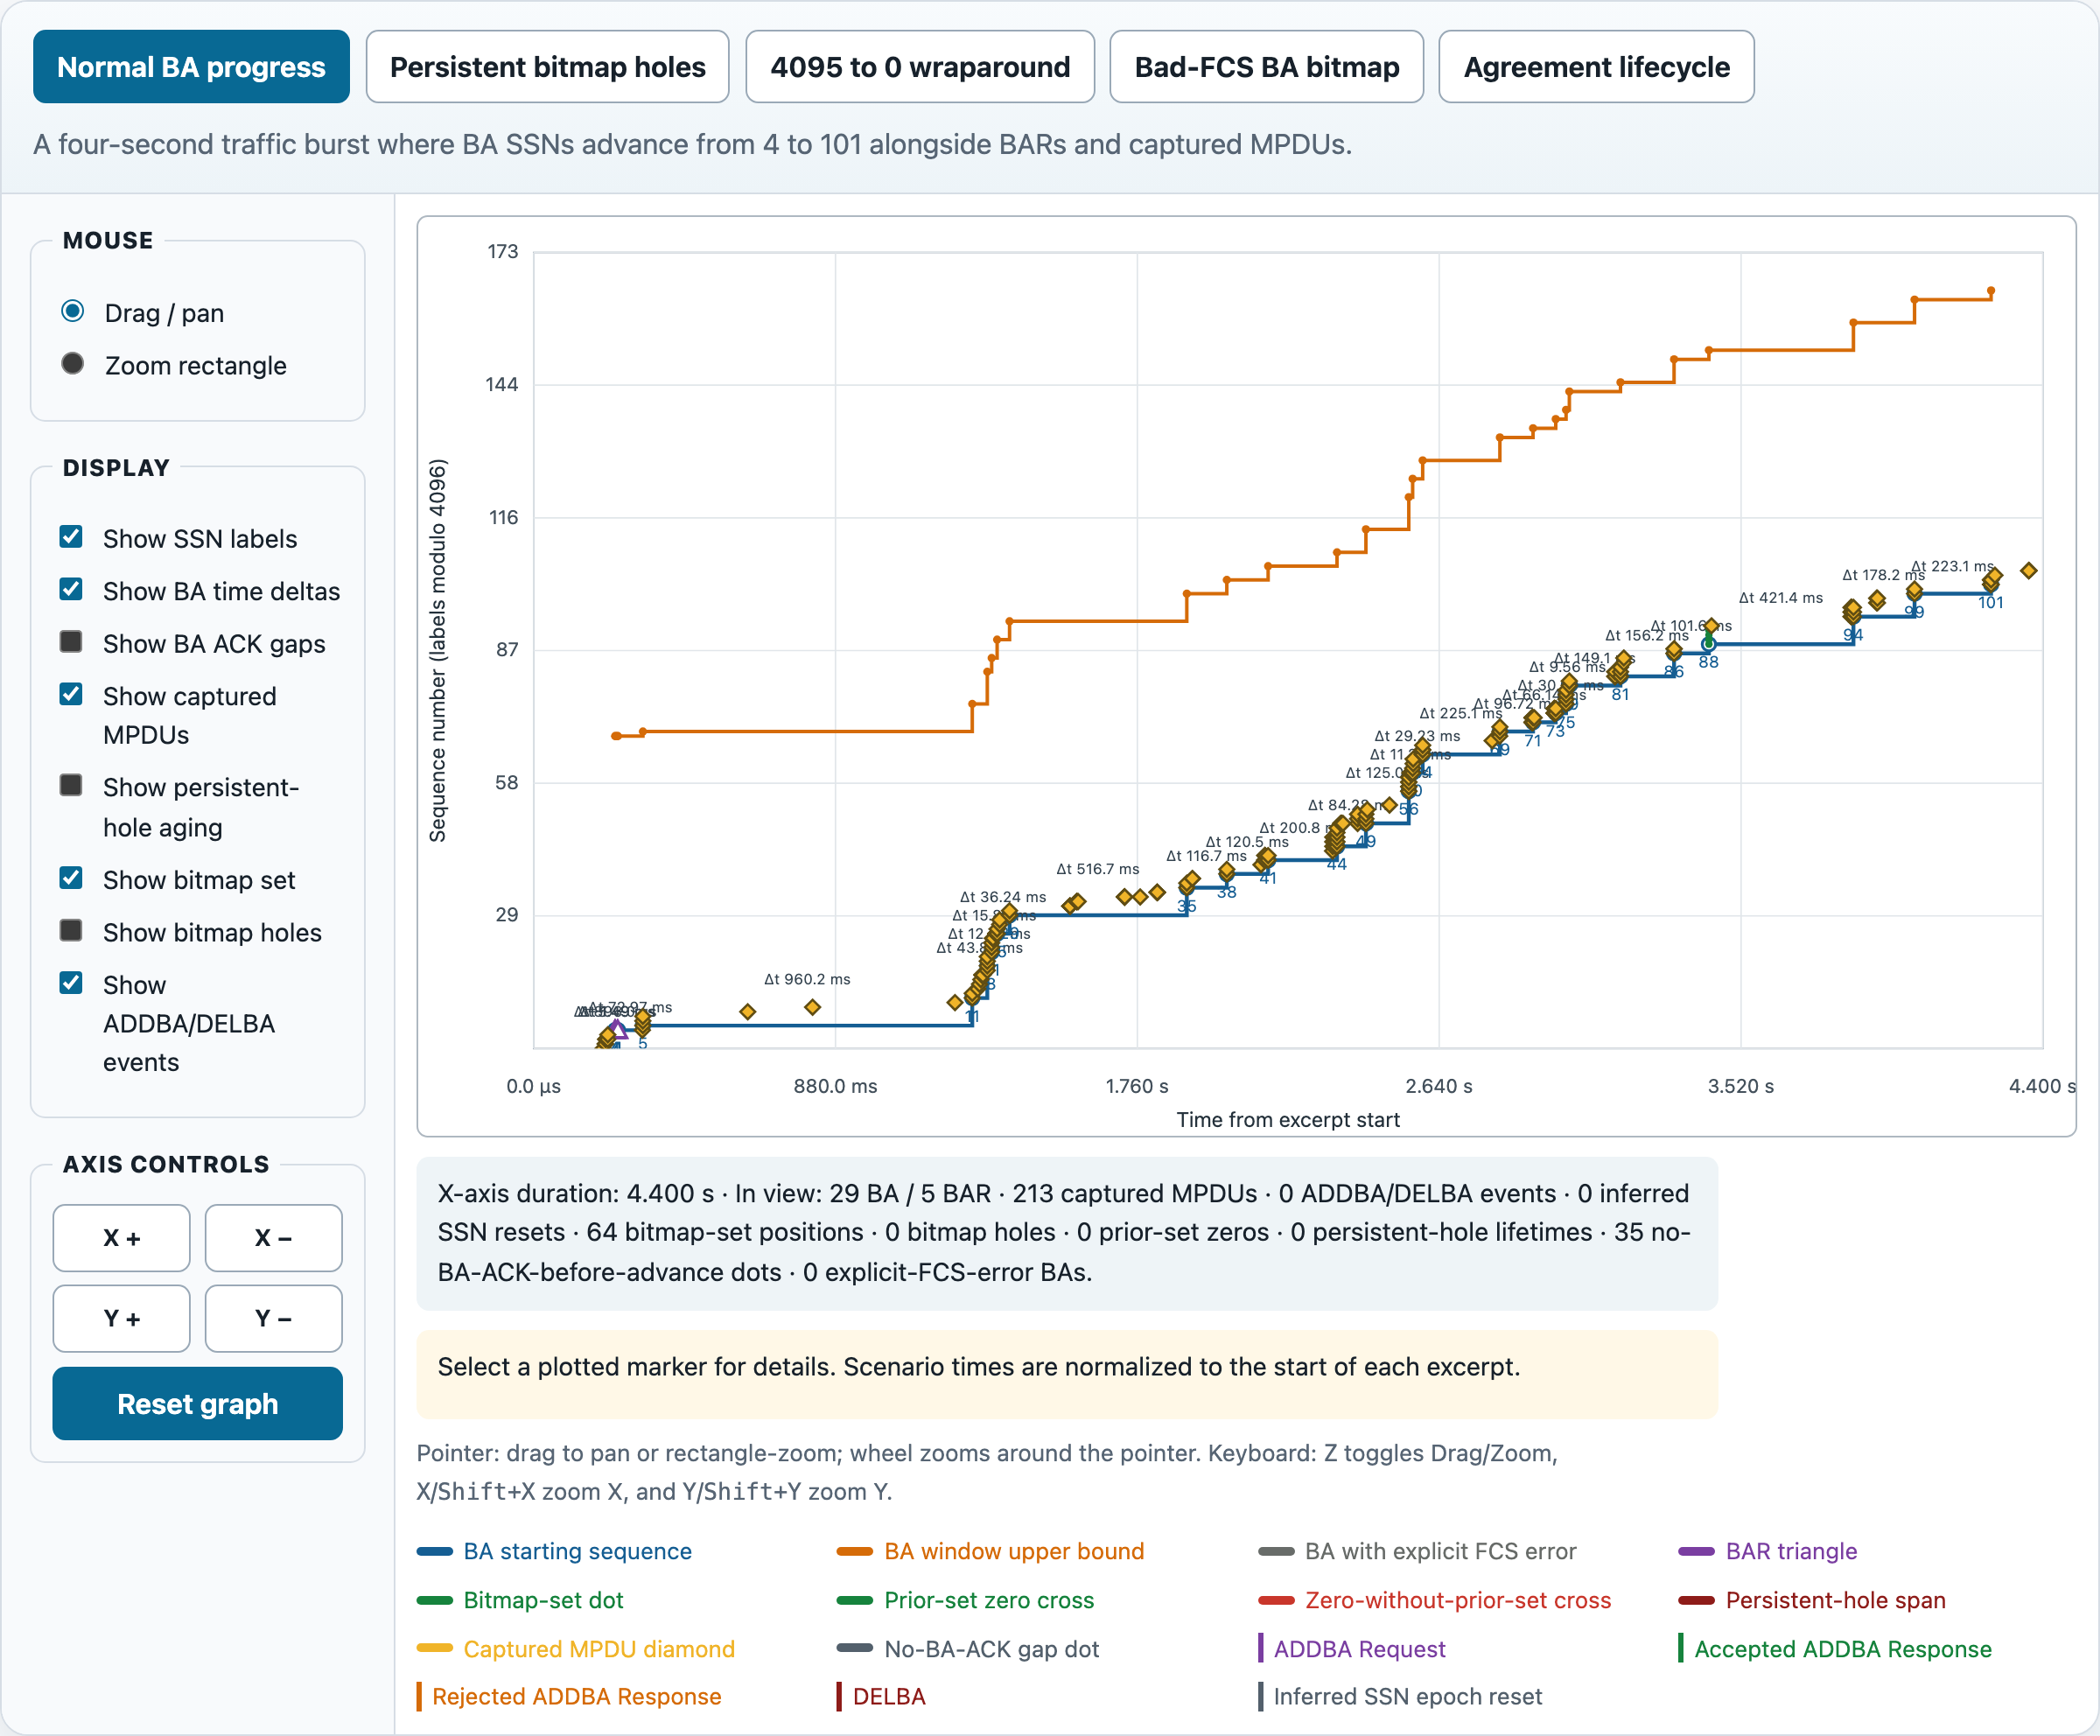 Normal BA progress
Persistent bitmap holes
4095 to 0 wraparound
Bad-FCS BA bitmap
Agreement lifecycle
A four-second traffic burst where BA SSNs advance from 4 to 101 alongside BARs and captured MPDUs.
MOUSE
Drag / pan
Zoom rectangle
DISPLAY
Show SSN labels
Show BA time deltas
Show BA ACK gaps
Show captured
MPDUs
Show persistent-
hole aging
Show bitmap set
Show bitmap holes
Show
ADDBA/DELBA
events
AXIS CONTROLS
X +
X −
Y +
Y −
Reset graph
Sequence number (labels modulo 4096)
173
144
116
87
58
29
Δt 223.1 ms
Δt 178.2 ms
Δt 421.4 ms
Δt 156.2 ms
Δt 225.1 ms
Δt 29.23 ms
Δt 120.5 ms
Δt 116.7 ms
Δt 516.7 ms
Δt 36.24 ms
Δt 960.2 ms
101
99
94
88
86
81
75
73
71
69
56
49
44
41
38
35
11
5
0.0 µs
880.0 ms
1.760 s
2.640 s
3.520 s
4.400 s
Time from excerpt start
X-axis duration: 4.400 s · In view: 29 BA / 5 BAR · 213 captured MPDUs · 0 ADDBA/DELBA events · 0 inferred
SSN resets · 64 bitmap-set positions · 0 bitmap holes · 0 prior-set zeros · 0 persistent-hole lifetimes · 35 no-
BA-ACK-before-advance dots · 0 explicit-FCS-error BAs.
Select a plotted marker for details. Scenario times are normalized to the start of each excerpt.
Pointer: drag to pan or rectangle-zoom; wheel zooms around the pointer. Keyboard: Z toggles Drag/Zoom,
X/Shift+X zoom X, and Y/Shift+Y zoom Y.
BA starting sequence
BA window upper bound
BA with explicit FCS error
BAR triangle
Bitmap-set dot
Prior-set zero cross
Zero-without-prior-set cross
Persistent-hole span
Captured MPDU diamond
No-BA-ACK gap dot
ADDBA Request
Accepted ADDBA Response
Rejected ADDBA Response
DELBA
Inferred SSN epoch reset